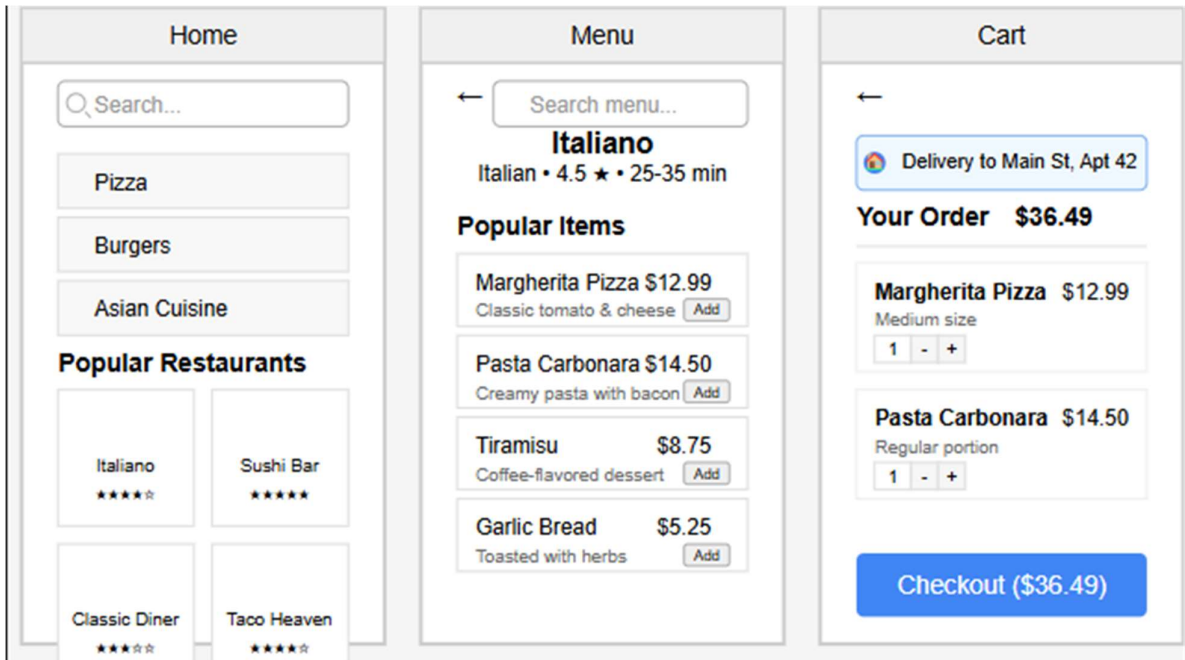 Home
Search...
Pizza
Burgers
Asian Cuisine
Popular Restaurants
Italiano
★★★★☆
Sushi Bar
★★★★★
Classic Diner
★★★☆☆
Taco Heaven
★★★★☆
Menu
←
Search menu...
Italiano
Italian • 4.5 ★ • 25-35 min
Popular Items
Margherita Pizza $12.99
Classic tomato & cheese Add
Pasta Carbonara $14.50
Creamy pasta with bacon Add
Tiramisu $8.75
Coffee-flavored dessert Add
Garlic Bread $5.25
Toasted with herbs Add
Cart
←
Delivery to Main St, Apt 42
Your Order $36.49
Margherita Pizza $12.99
Medium size
1 - +
Pasta Carbonara $14.50
Regular portion
1 - +
Checkout ($36.49)